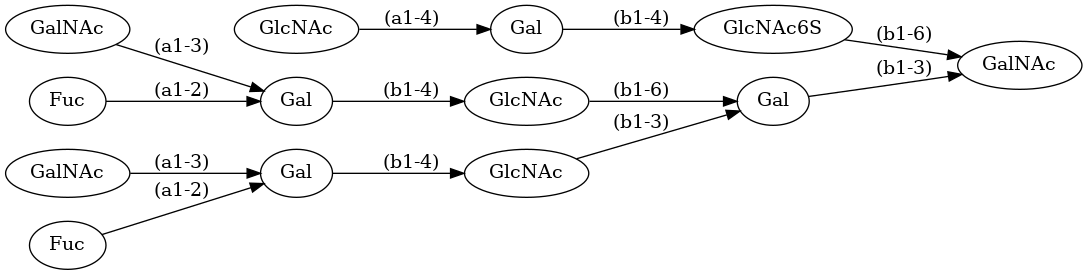 GalNAc (a1-3) GlcNAc (a1-4) Gal (b1-4) GlcNAc6S (b1-6) GalNAc
Fuc (a1-2) Gal (b1-4) GlcNAc (b1-6) Gal (b1-3)
GalNAc (a1-3) Gal (b1-4) GlcNAc (b1-3)
Fuc (a1-2)